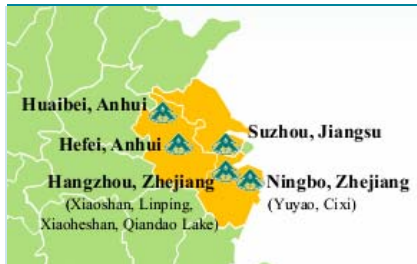 Huaibei, Anhui
Suzhou, Jiangsu
Hefei, Anhui
Hangzhou, Zhejiang
(Xiaoshan, Linping,
Xiaoheshan, Qiandao Lake)
Ningbo, Zhejiang
(Yuyao, Cixi)